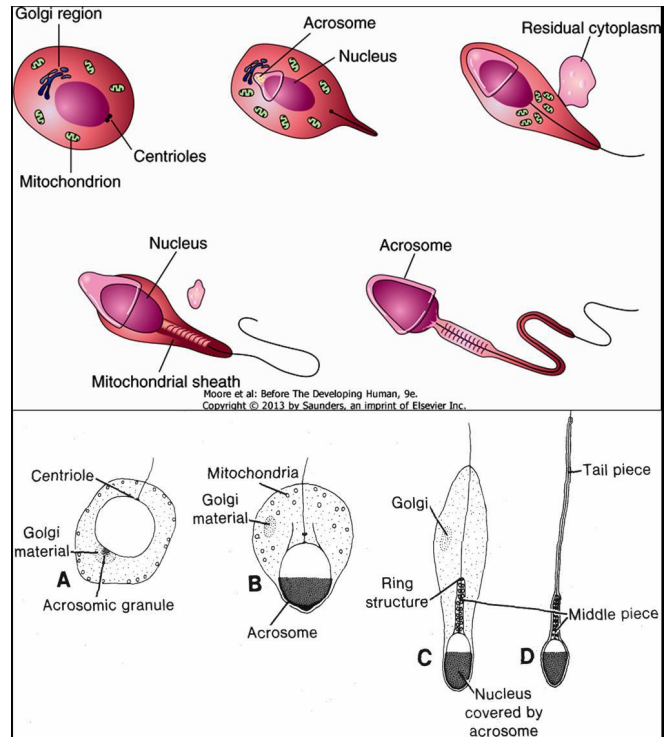 Golgi region
Acrosome
Nucleus
Residual cytoplasm
Centrioles
Mitochondrion
Nucleus
Acrosome
Mitochondrial sheath
Moore et al: Before The Developing Human, 9e.
Copyright © 2013 by Saunders, an imprint of Elsevier Inc.
Centriole
Golgi
material
A
Acrosomic granule
Mitochondria
Golgi
material
B
Acrosome
Golgi
Ring
structure
C
Nucleus
covered by
acrosome
Tail piece
Middle piece
D